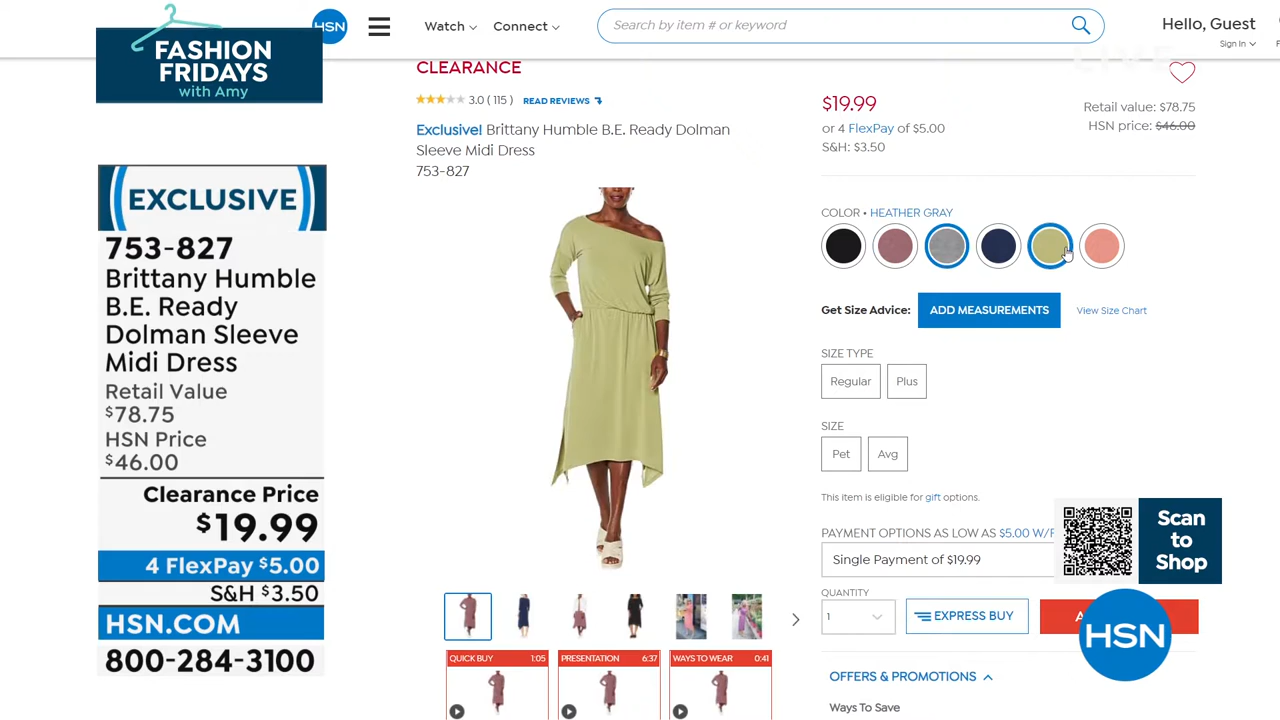 FASHION
FRIDAYS
with Amy
HSN
Watch
Connect
Search by item # or keyword
Hello, Guest
Sign In
LIVE
CLEARANCE
3.0 (115) READ REVIEWS
Exclusive! Brittany Humble B.E. Ready Dolman
Sleeve Midi Dress
753-827
$19.99
or 4 FlexPay of $5.00
S&H: $3.50
Retail value: $78.75
HSN price: $46.00
COLOR • HEATHER GRAY
Get Size Advice: ADD MEASUREMENTS View Size Chart
SIZE TYPE
Regular Plus
SIZE
Pet Avg
This item is eligible for gift options.
PAYMENT OPTIONS AS LOW AS $5.00 W/F
Single Payment of $19.99
QUANTITY
1
EXPRESS BUY
A
OFFERS & PROMOTIONS
Ways To Save
QUICK BUY 1:05
PRESENTATION 6:37
WAYS TO WEAR 0:41
EXCLUSIVE
753-827
Brittany Humble
B.E. Ready
Dolman Sleeve
Midi Dress
Retail Value
$78.75
HSN Price
$46.00
Clearance Price
$19.99
4 FlexPay $5.00
S&H $3.50
HSN.COM
800-284-3100
Scan
to
Shop
HSN